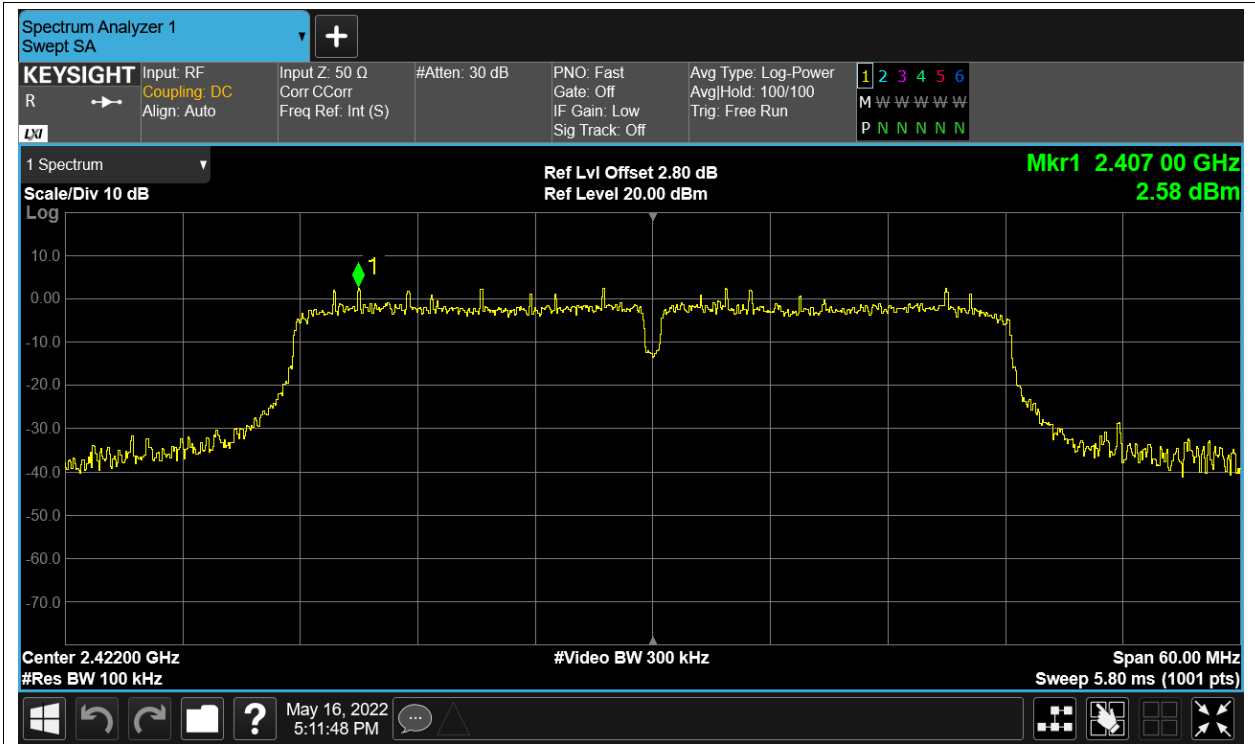 Spectrum Analyzer 1
Swept SA
+
KEYSIGHT
R
LXI
Input: RF
Coupling: DC
Align: Auto
Input Z: 50 Ω
Corr CCorr
Freq Ref: Int (S)
#Atten: 30 dB
PNO: Fast
Gate: Off
IF Gain: Low
Sig Track: Off
Avg Type: Log-Power
Avg|Hold: 100/100
Trig: Free Run
1 2 3 4 5 6
M W W W W W
P N N N N N
1 Spectrum
Scale/Div 10 dB
Ref Lvl Offset 2.80 dB
Ref Level 20.00 dBm
Mkr1 2.407 00 GHz
2.58 dBm
Log
10.0
0.00
-10.0
-20.0
-30.0
-40.0
-50.0
-60.0
-70.0
1
Center 2.42200 GHz
#Res BW 100 kHz
#Video BW 300 kHz
Span 60.00 MHz
Sweep 5.80 ms (1001 pts)
?
May 16, 2022
5:11:48 PM